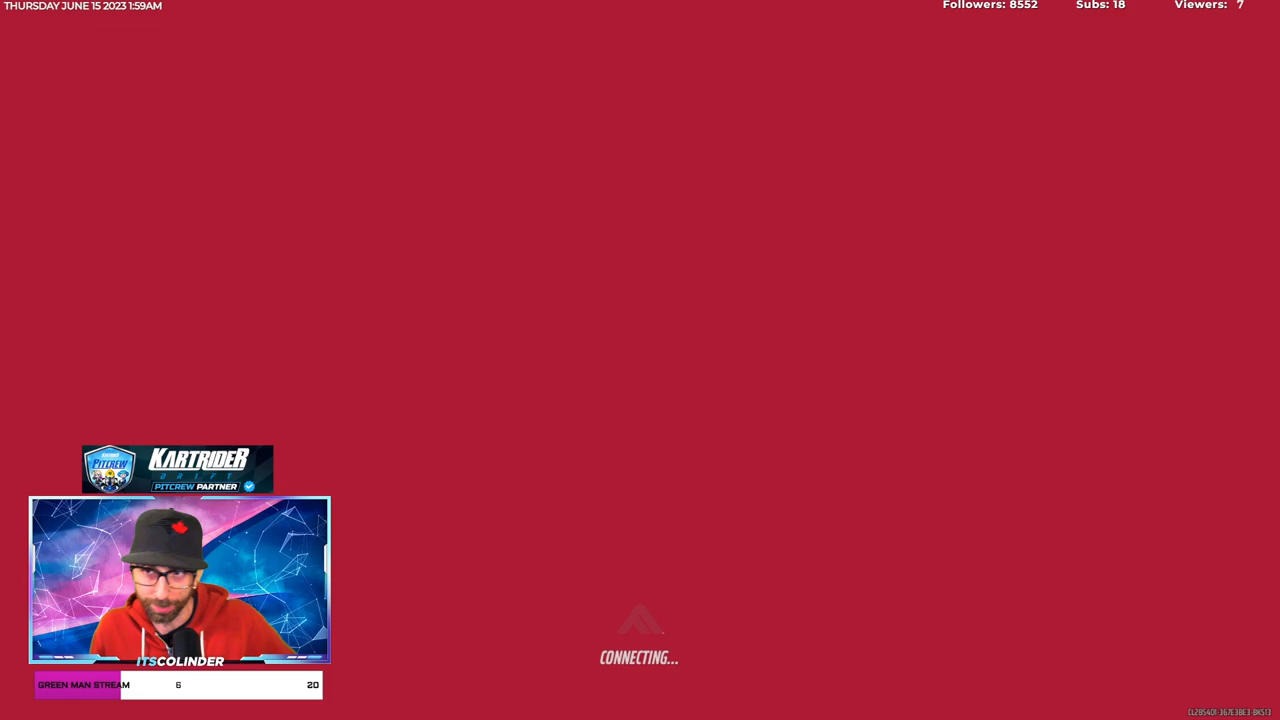 THURSDAY JUNE 15 2023 1:59AM
Followers: 8552 Subs: 18 Viewers: 7
PITCREW
KARTRIDER
DRIFT
PITCREW PARTNER
ITSCOLINDER
GREEN MAN STREAM 6 20
CONNECTING...